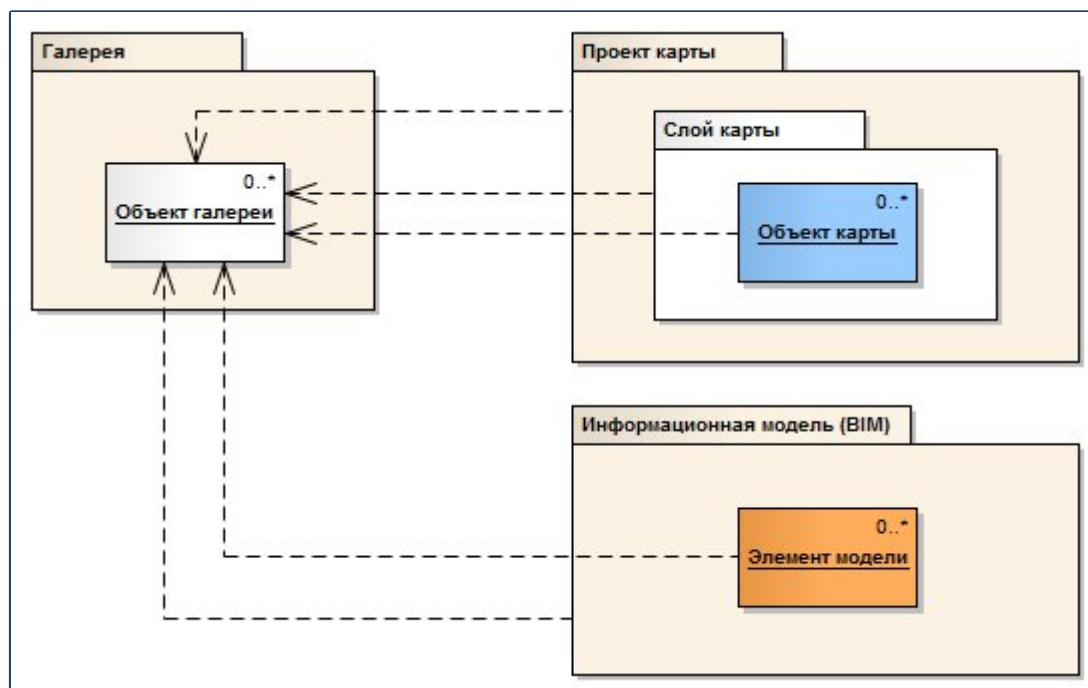 Галерея
0..*
Объект галереи
Проект карты
Слой карты
0..*
Объект карты
Информационная модель (BIM)
0..*
Элемент модели